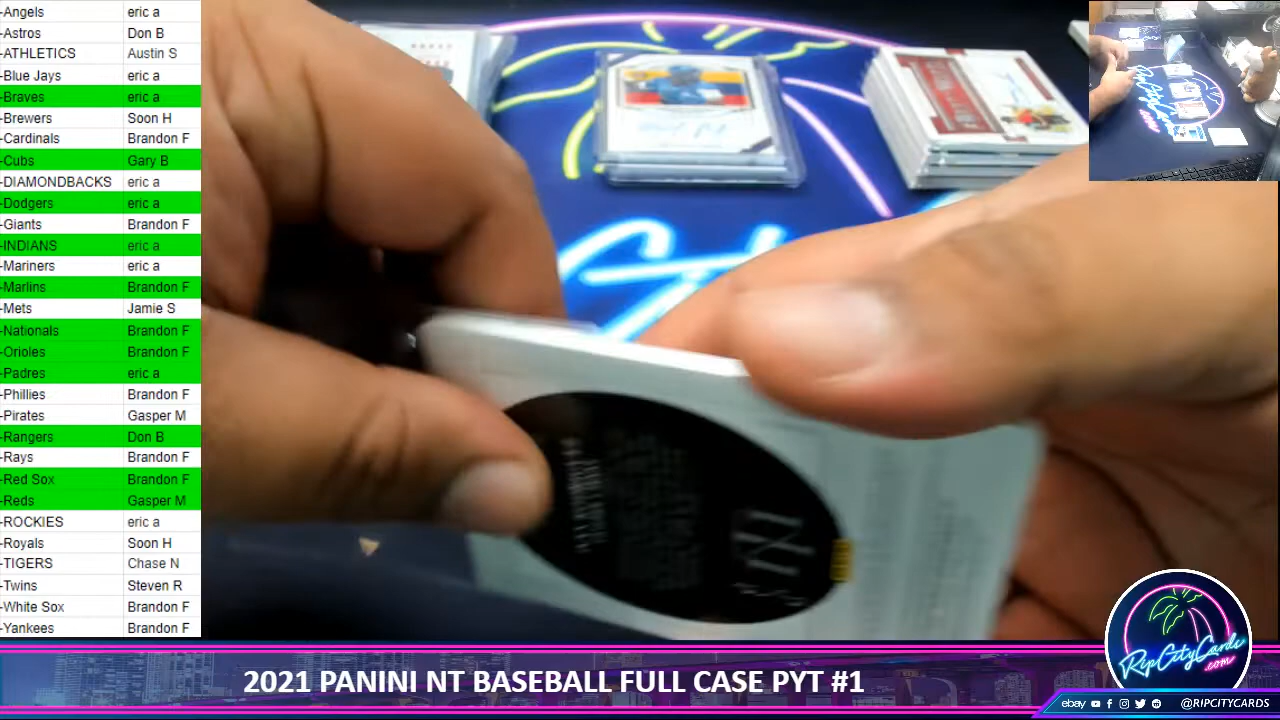 -Angels eric a
-Astros Don B
-ATHLETICS Austin S
-Blue Jays eric a
-Braves eric a
-Brewers Soon H
-Cardinals Brandon F
-Cubs Gary B
-DIAMONDBACKS eric a
-Dodgers eric a
-Giants Brandon F
-INDIANS eric a
-Mariners eric a
-Marlins Brandon F
-Mets Jamie S
-Nationals Brandon F
-Orioles Brandon F
-Padres eric a
-Phillies Brandon F
-Pirates Gasper M
-Rangers Don B
-Rays Brandon F
-Red Sox Brandon F
-Reds Gasper M
-ROCKIES eric a
-Royals Soon H
-TIGERS Chase N
-Twins Steven R
-White Sox Brandon F
-Yankees Brandon F
RipCityCards
.com
2021 PANINI NT BASEBALL FULL CASE PYT #1
ebay @RIPCITYCARDS